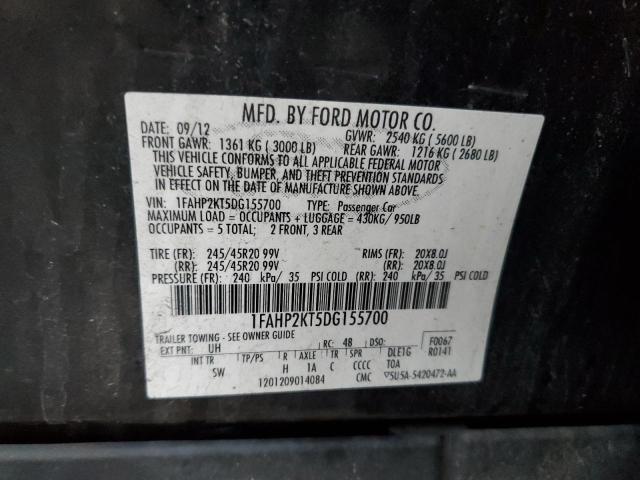 MFD. BY FORD MOTOR CO.
DATE: 09/12 GVWR: 2540 KG ( 5600 LB)
FRONT GAWR: 1361 KG ( 3000 LB) REAR GAWR: 1216 KG ( 2680 LB)
THIS VEHICLE CONFORMS TO ALL APPLICABLE FEDERAL MOTOR
VEHICLE SAFETY, BUMPER, AND THEFT PREVENTION STANDARDS
IN EFFECT ON THE DATE OF MANUFACTURE SHOWN ABOVE.
VIN: 1FAHP2KT5DG155700 TYPE: Passenger Car
MAXIMUM LOAD = OCCUPANTS + LUGGAGE = 430KG/ 950LB
OCCUPANTS = 5 TOTAL; 2 FRONT, 3 REAR
TIRE (FR): 245/45R20 99V RIMS (FR): 20X8.0J
(RR): 245/45R20 99V (RR): 20X8.0J
PRESSURE (FR): 240 kPa/ 35 PSI COLD (RR): 240 kPa/ 35 PSI COLD
1FAHP2KT5DG155700
TRAILER TOWING - SEE OWNER GUIDE
EXT PNT: UH RC: 48 DSO: F0067
INT TR TP/PS R AXLE TR SPR DLE1G R0141
SW H 1A C CCCC TOA
1201209014084 CMC 5U5A-5420472-AA